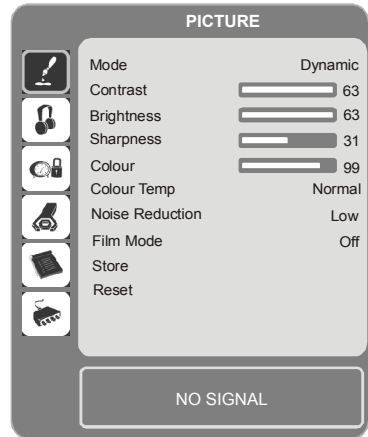 PICTURE
Mode Dynamic
Contrast 63
Brightness 63
Sharpness 31
Colour 99
Colour Temp Normal
Noise Reduction Low
Film Mode Off
Store
Reset
NO SIGNAL